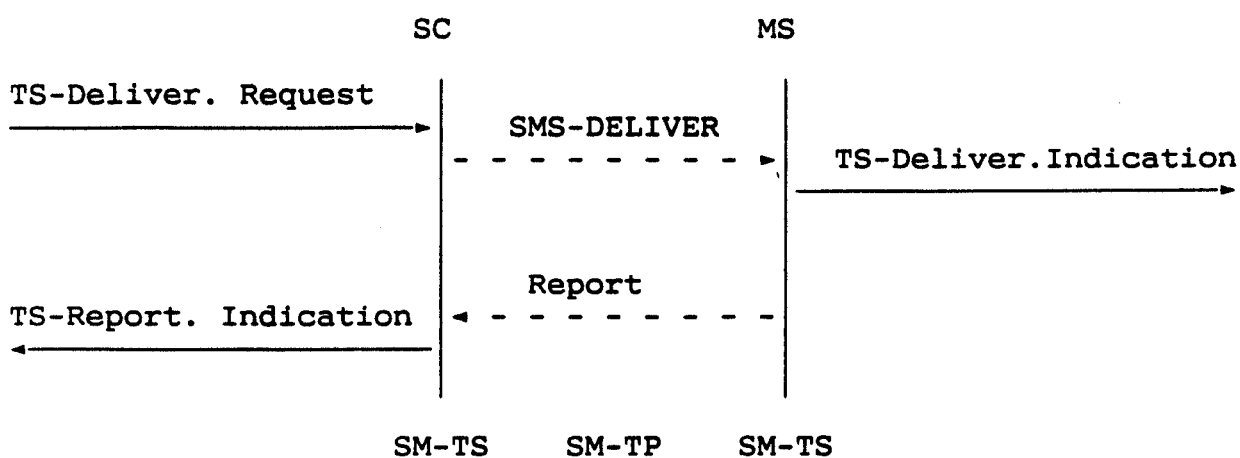 SC MS
TS-Deliver. Request
SMS-DELIVER
TS-Deliver.Indication
Report
TS-Report. Indication
SM-TS SM-TP SM-TS